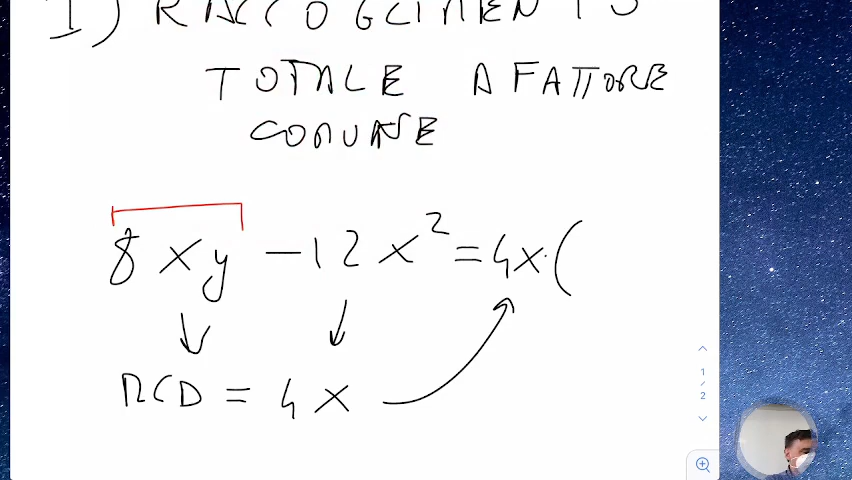 1) RACCOGLIMENTO
TOTALE A FATTORE
COMUNE
8xy -12x² = 4x·(
MCD = 4x
1
/
2